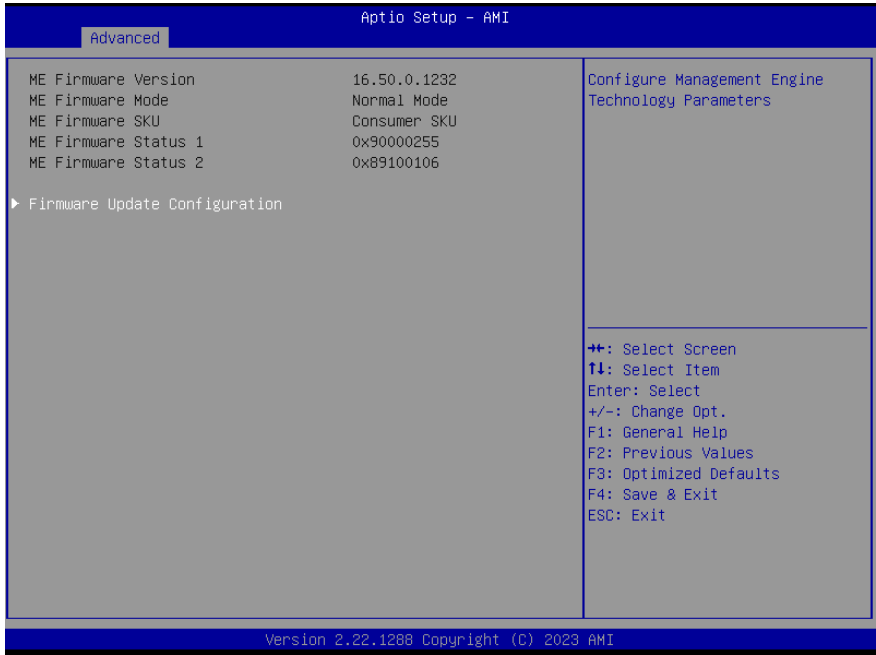 Aptio Setup – AMI
Advanced
ME Firmware Version 16.50.0.1232
ME Firmware Mode Normal Mode
ME Firmware SKU Consumer SKU
ME Firmware Status 1 0x90000255
ME Firmware Status 2 0x89100106
▶ Firmware Update Configuration
Configure Management Engine
Technology Parameters
→←: Select Screen
↑↓: Select Item
Enter: Select
+/-: Change Opt.
F1: General Help
F2: Previous Values
F3: Optimized Defaults
F4: Save & Exit
ESC: Exit
Version 2.22.1288 Copyright (C) 2023 AMI